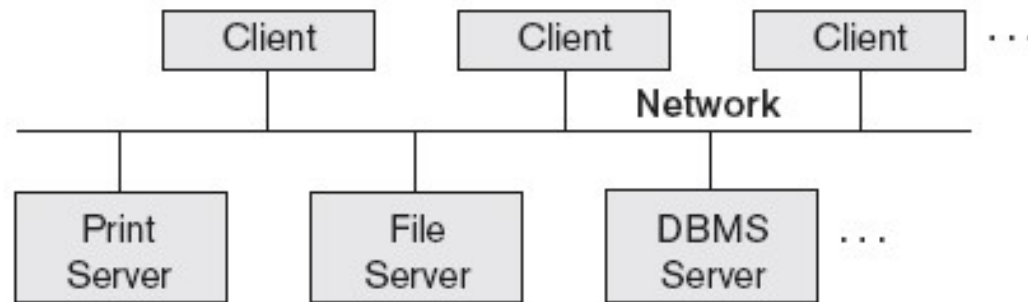 Client Client Client ...
Network
Print File DBMS ...
Server Server Server